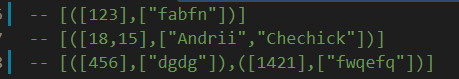 -- [([123],["fabfn"])]
-- [([18,15],["Andrii","Chechick"])]
-- [([456],["dgdg"]),([1421],["fwqefq"])]